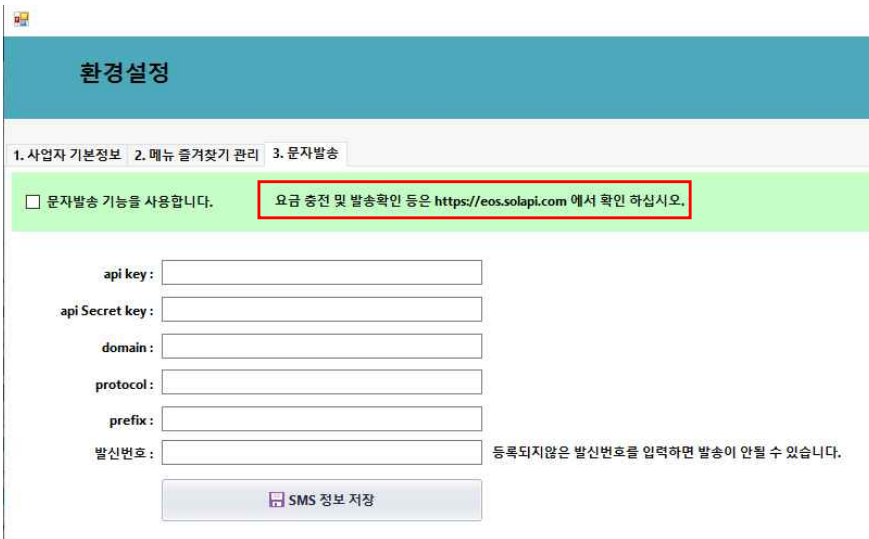 환경설정
1. 사업자 기본정보 2. 메뉴 즐겨찾기 관리 3. 문자발송
문자발송 기능을 사용합니다. 요금 충전 및 발송확인 등은 https://eos.solapi.com 에서 확인 하십시오.
api key :
api Secret key :
domain :
protocol :
prefix :
발신번호 : 등록되지않은 발신번호를 입력하면 발송이 안될 수 있습니다.
SMS 정보 저장